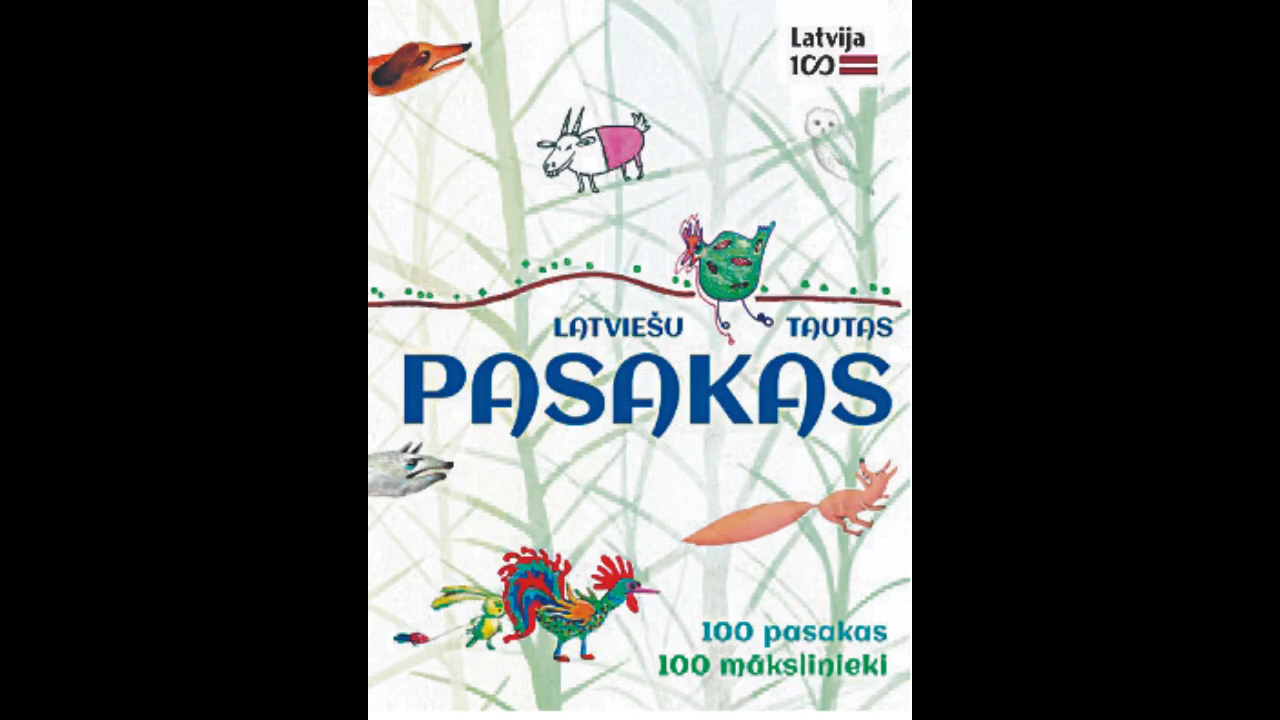 Latvija
100
LATVIEŠU TAUTAS
PASAKAS
100 pasakas
100 mākslinieki